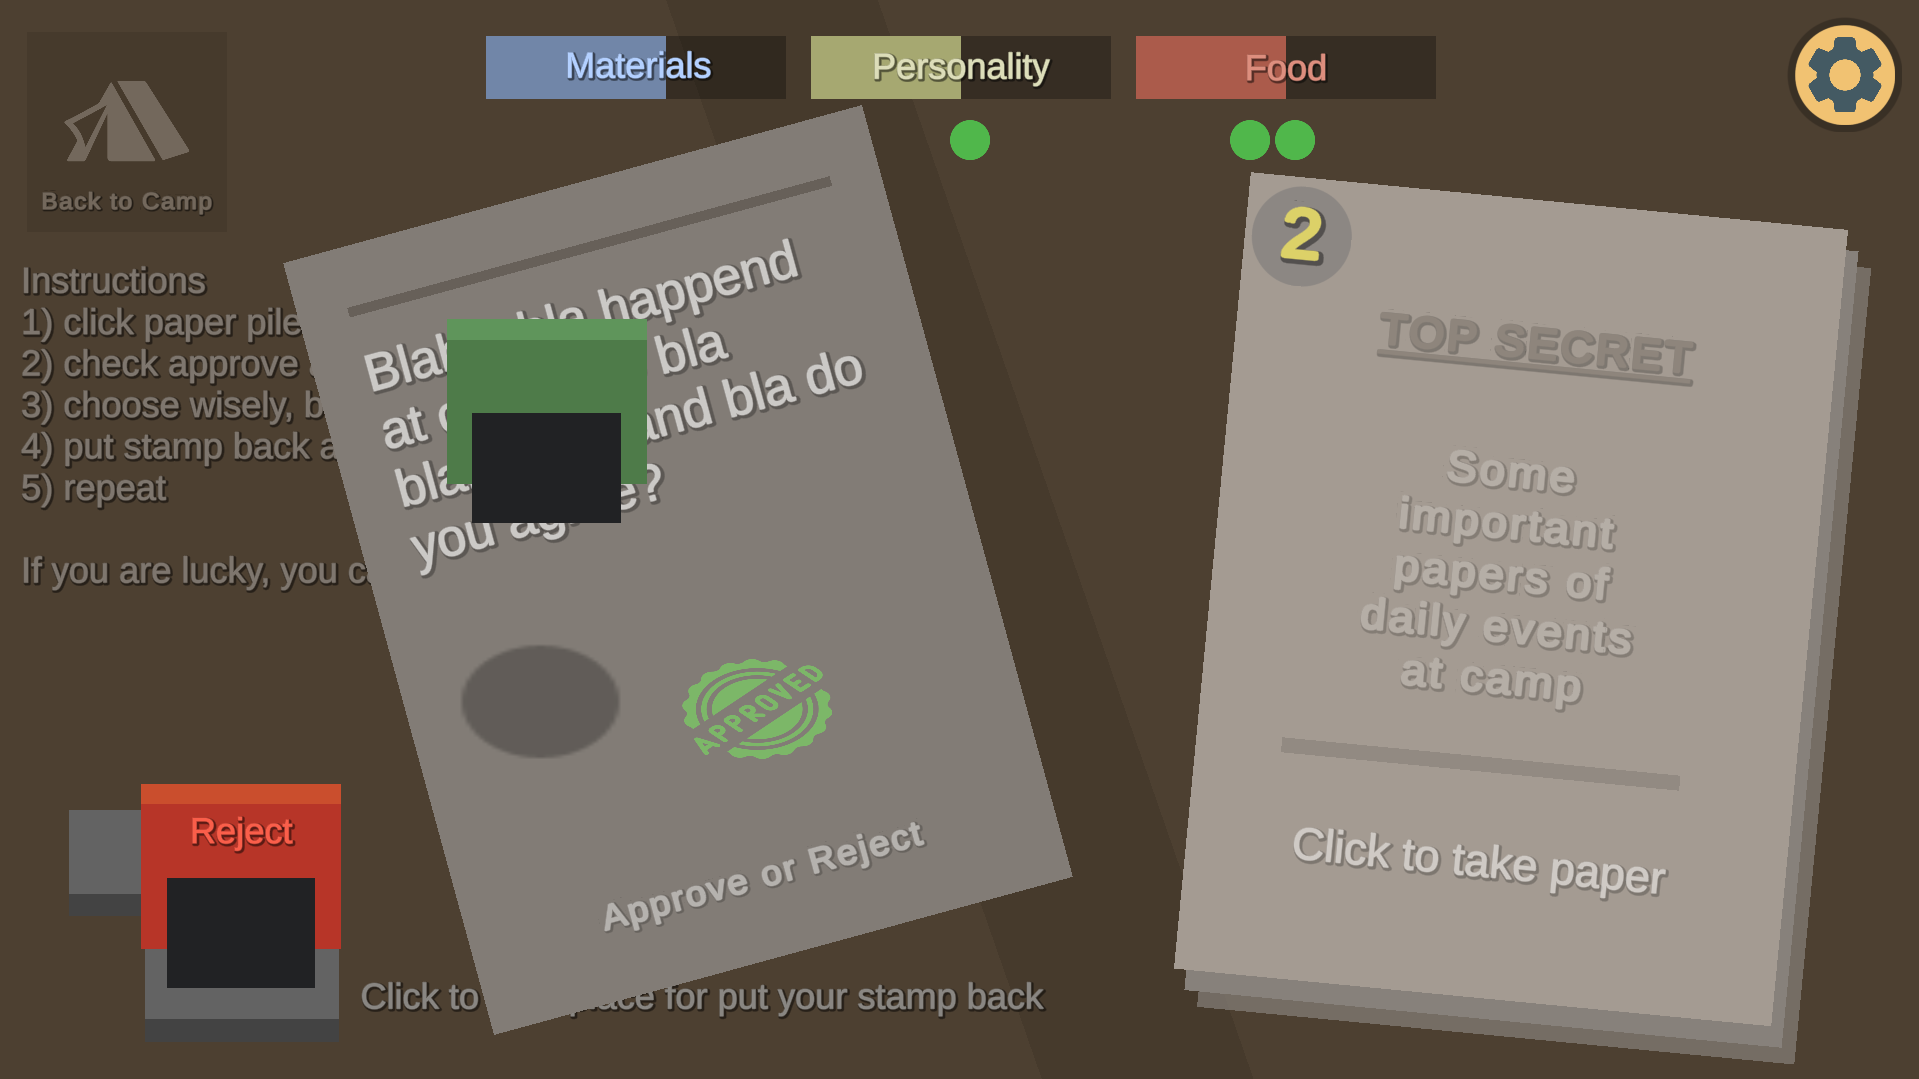 Materials
Personality
Food
Back to Camp
Instructions
1) click paper pile
2) check approve
3) choose wisely,
4) put stamp back
5) repeat
If you are lucky, you
bla happend
bla
at and bla do
you agree?
APPROVED
Approve or Reject
Reject
Click to place for put your stamp back
2
TOP SECRET
Some
important
papers of
daily events
at camp
Click to take paper